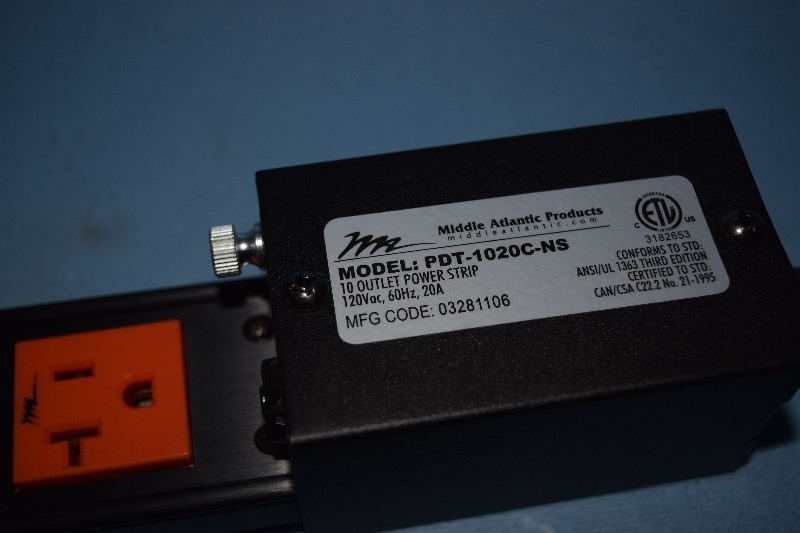 Middle Atlantic Products
middleatlantic.com
MODEL: PDT-1020C-NS
10 OUTLET POWER STRIP
120Vac, 60Hz, 20A
MFG CODE: 03281106
C ETL US
3182653
CONFORMS TO STD:
ANSI/UL 1363 THIRD EDITION
CERTIFIED TO STD:
CAN/CSA C22.2 No. 21-1995